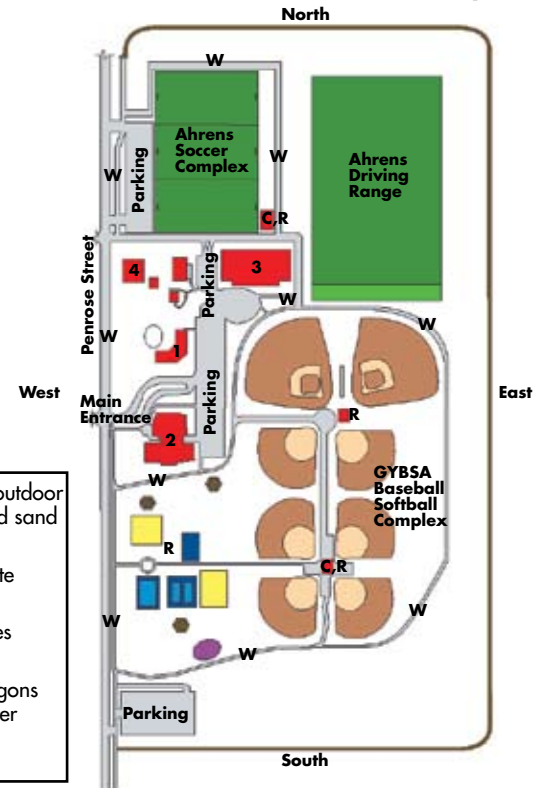 North
W
Ahrens
Soccer
Complex
W
Ahrens
Driving
Range
W
Parking
C,R
Penrose Street
4
3
Parking
W
W
W
1
West
East
Main
Entrance
Parking
R
2
GYBSA
Baseball
Softball
Complex
W
outdoor
d sand
R
te
C,R
es
W
W
gons
er
W
Parking
South